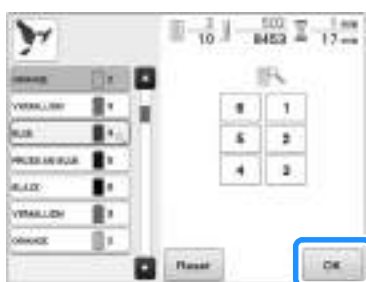 3 502 1 min
10 8453 17 min
ORANGE
VERMILLION
BLUE 4
PRUSSIAN BLUE
BLACK
VERMILLION
ORANGE
6 1
5 2
4 3
Reset OK